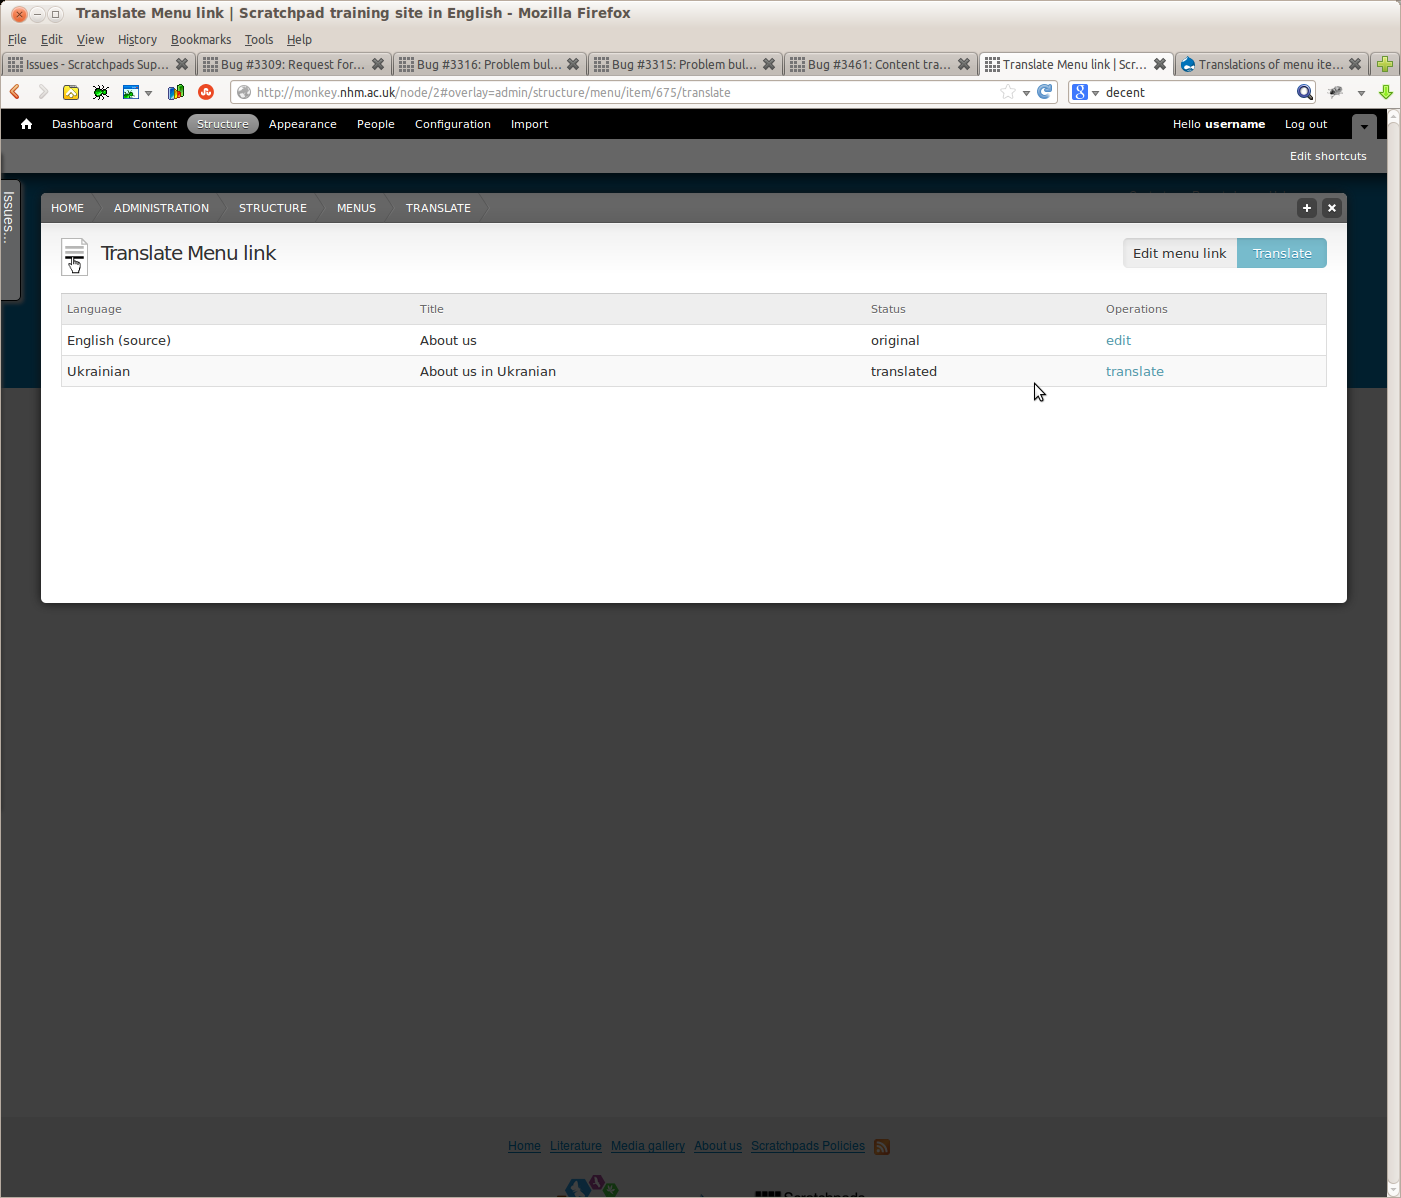 Translate Menu link | Scratchpad training site in English - Mozilla Firefox
File Edit View History Bookmarks Tools Help
Issues - Scratchpads Sup... Bug #3309: Request for... Bug #3316: Problem bul... Bug #3315: Problem bul... Bug #3461: Content tra... Translate Menu link | Scr... Translations of menu ite...
http://monkey.nhm.ac.uk/node/2#overlay=admin/structure/menu/item/675/translate decent
Dashboard Content Structure Appearance People Configuration Import Hello username Log out
Edit shortcuts
Issues...
HOME ADMINISTRATION STRUCTURE MENUS TRANSLATE
Translate Menu link Edit menu link Translate
Language Title Status Operations
English (source) About us original edit
Ukrainian About us in Ukranian translated translate
Home Literature Media gallery About us Scratchpads Policies